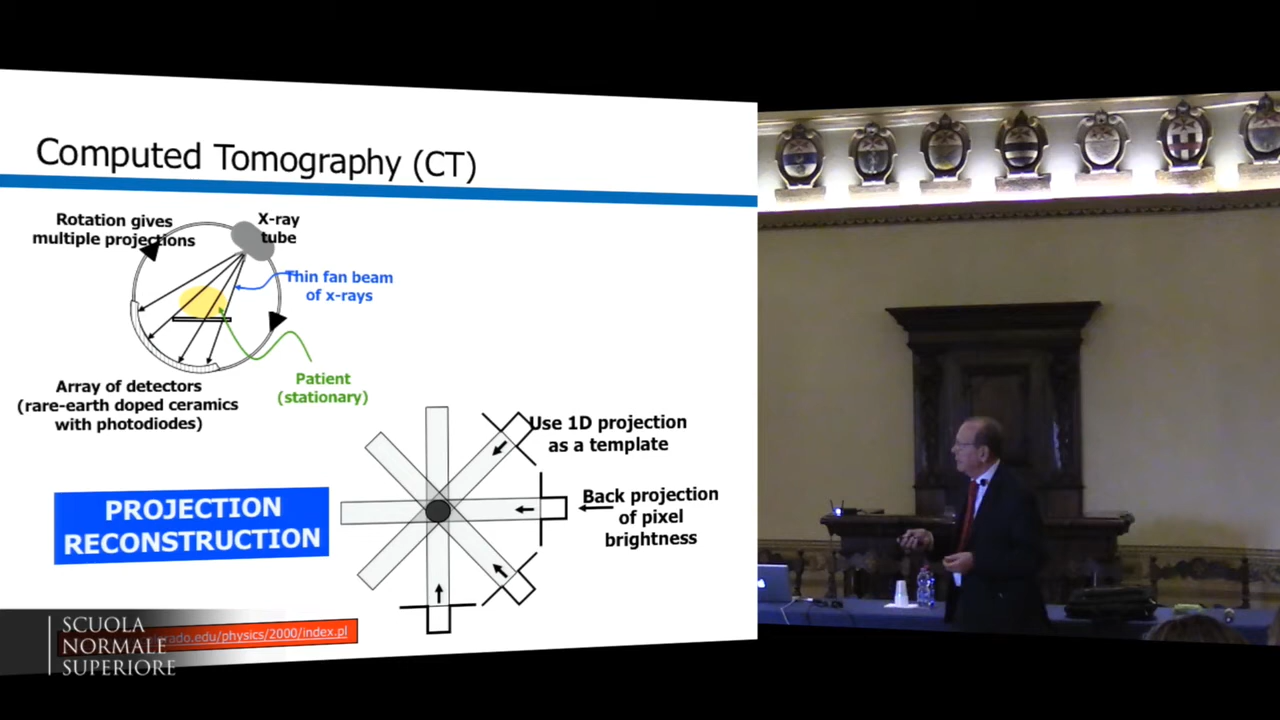 Computed Tomography (CT)
Rotation gives
multiple projections
X-ray
tube
Thin fan beam
of x-rays
Patient
(stationary)
Array of detectors
(rare-earth doped ceramics
with photodiodes)
Use 1D projection
as a template
Back projection
of pixel
brightness
PROJECTION
RECONSTRUCTION
.edu/physics/2000/index.pl
SCUOLA
NORMALE
SUPERIORE